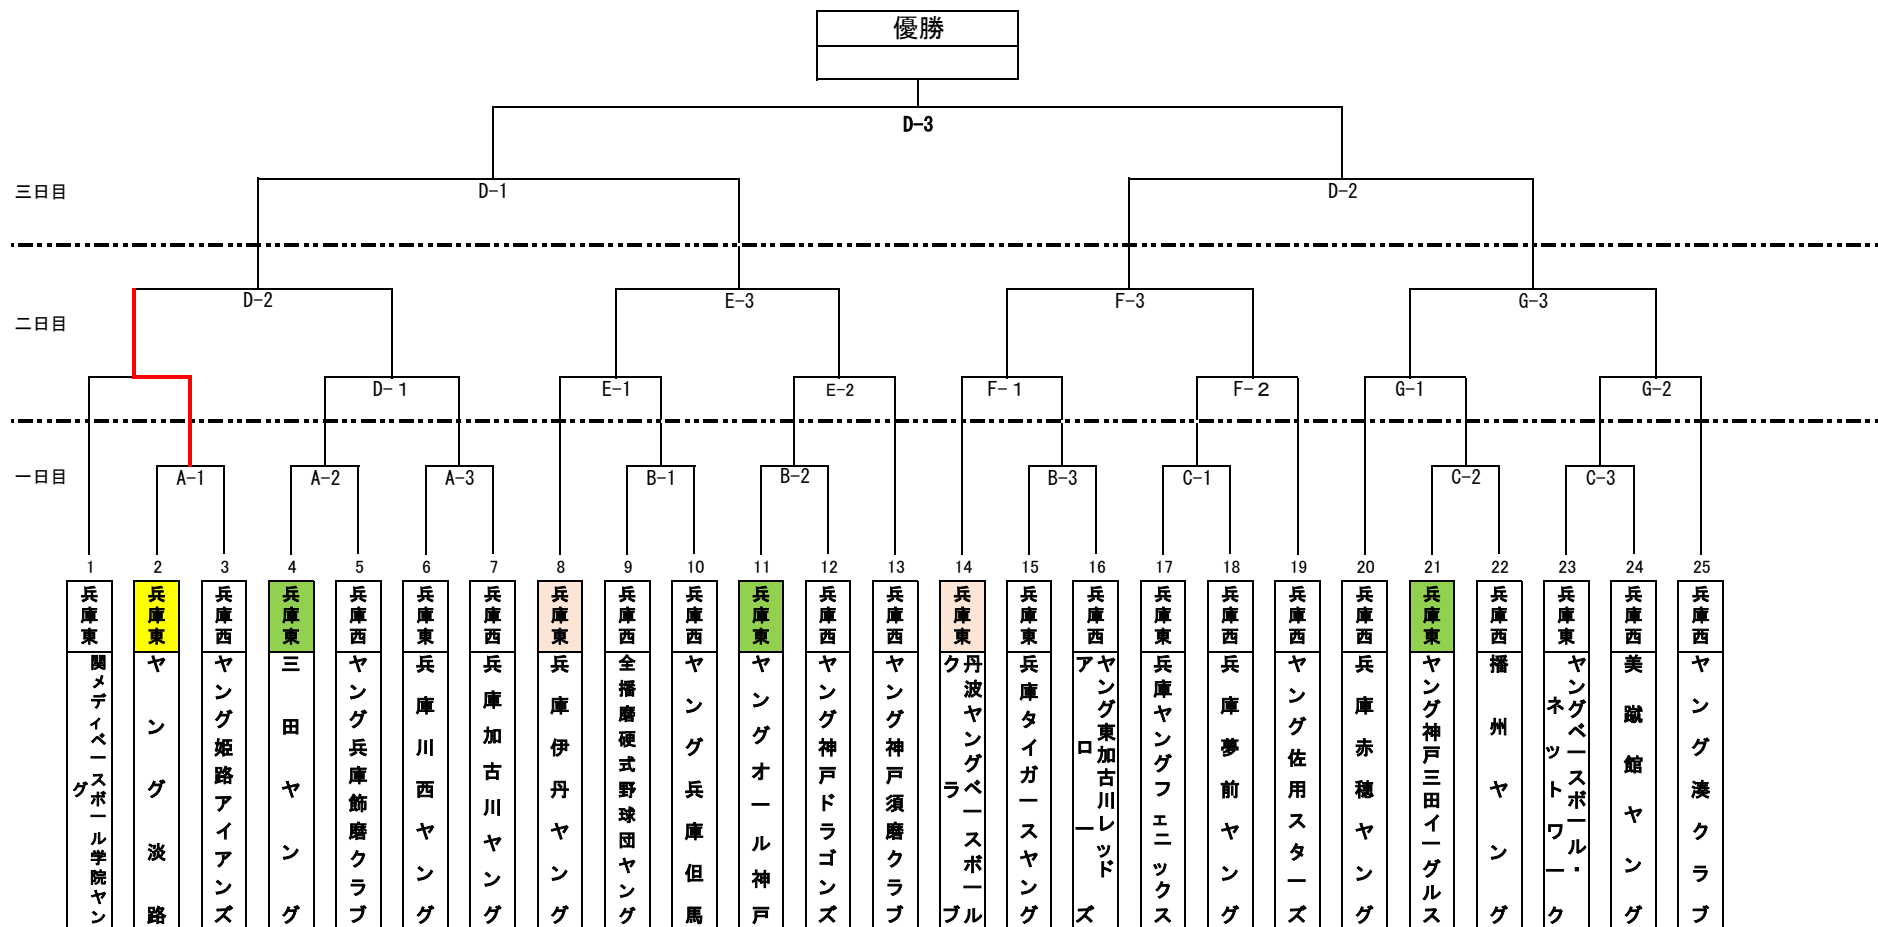 優勝
D-3
三日目
D-1
D-2
二日目
D-2
E-3
F-3
G-3
D-１
E-1
E-2
F-１
F-２
G-1
G-2
一日目
A-1
A-2
A-3
B-1
B-2
B-3
C-1
C-2
C-3
1
2
3
4
5
6
7
8
9
10
11
12
13
14
15
16
17
18
19
20
21
22
23
24
25
兵庫東
兵庫東
兵庫西
兵庫東
兵庫西
兵庫東
兵庫西
兵庫東
兵庫西
兵庫西
兵庫東
兵庫西
兵庫西
兵庫東
兵庫西
兵庫西
兵庫東
兵庫西
兵庫西
兵庫西
兵庫東
兵庫西
兵庫東
兵庫西
兵庫西
関メディベースボール学院ヤン
グ
ヤング淡路
ヤング姫路アイアンズ
三田ヤング
ヤング兵庫飾磨クラブ
兵庫川西ヤング
兵庫加古川ヤング
兵庫伊丹ヤング
全播磨硬式野球団ヤング
ヤング兵庫但馬
ヤングオール神戸
ヤング神戸ドラゴンズ
ヤング神戸須磨クラブ
丹波ヤングベースボール
クラブ
兵庫タイガースヤング
ヤング東加古川レッド
アローズ
兵庫ヤングフェニックス
兵庫夢前ヤング
ヤング佐用スターズ
兵庫赤穂ヤング
ヤング神戸三田イーグルス
播州ヤング
ヤングベースボール・
ネットワーク
美蹴館ヤング
ヤング湊クラブ